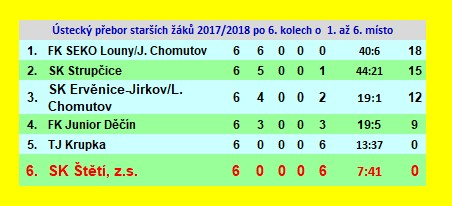 Ústecký přebor starších žáků 2017/2018 po 6. kolech o 1. až 6. místo
1. FK SEKO Louny/J. Chomutov 6 6 0 0 0 40:6 18
2. SK Strupčice 6 5 0 0 1 44:21 15
3. SK Ervěnice-Jirkov/L. Chomutov 6 4 0 0 2 19:1 12
4. FK Junior Děčín 6 3 0 0 3 19:5 9
5. TJ Krupka 6 0 0 0 6 13:37 0
6. SK Štětí, z.s. 6 0 0 0 6 7:41 0